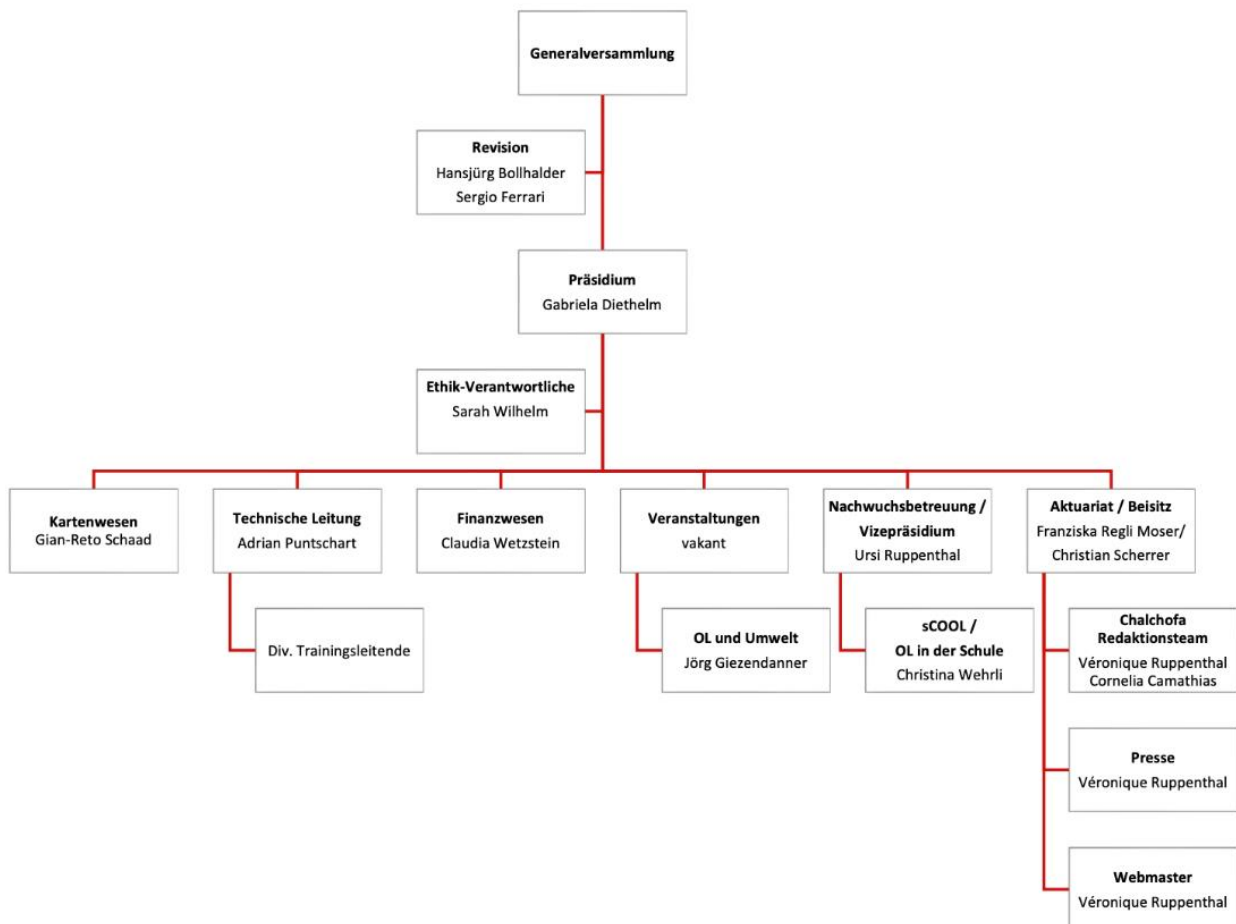 Generalversammlung
Revision
Hansjürg Bollhalder
Sergio Ferrari
Präsidium
Gabriela Diethelm
Ethik-Verantwortliche
Sarah Wilhelm
Kartenwesen
Gian-Reto Schaad
Technische Leitung
Adrian Puntschart
Finanzwesen
Claudia Wetzstein
Veranstaltungen
vakant
Nachwuchsbetreuung /
Vizepräsidium
Ursi Ruppenthal
Aktuariat / Beisitz
Franziska Regli Moser/
Christian Scherrer
Div. Trainingsleitende
OL und Umwelt
Jörg Giezendanner
sCOOL /
OL in der Schule
Christina Wehrli
Chalchofa
Redaktionsteam
Véronique Ruppenthal
Cornelia Camathias
Presse
Véronique Ruppenthal
Webmaster
Véronique Ruppenthal